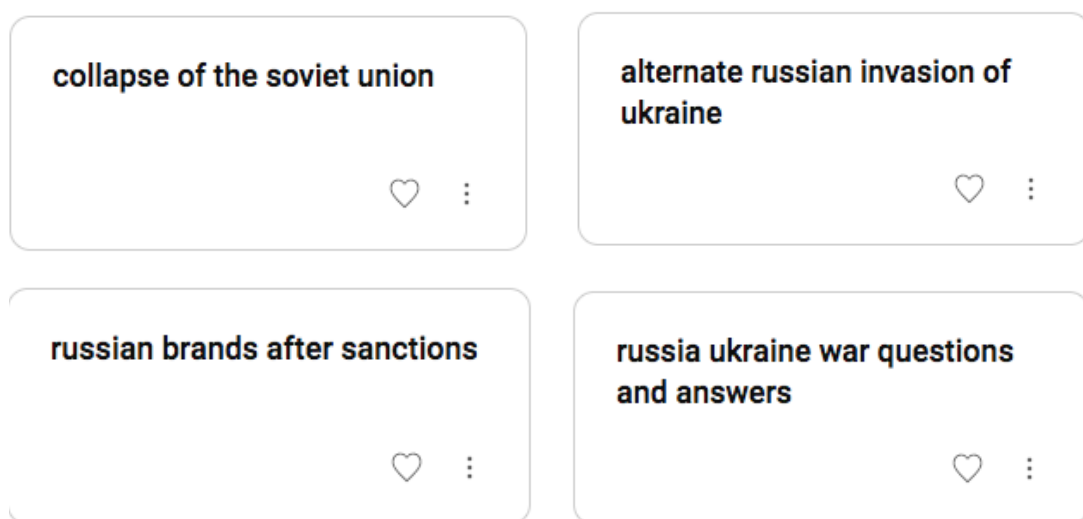 collapse of the soviet union
alternate russian invasion of
ukraine
russian brands after sanctions
russia ukraine war questions
and answers